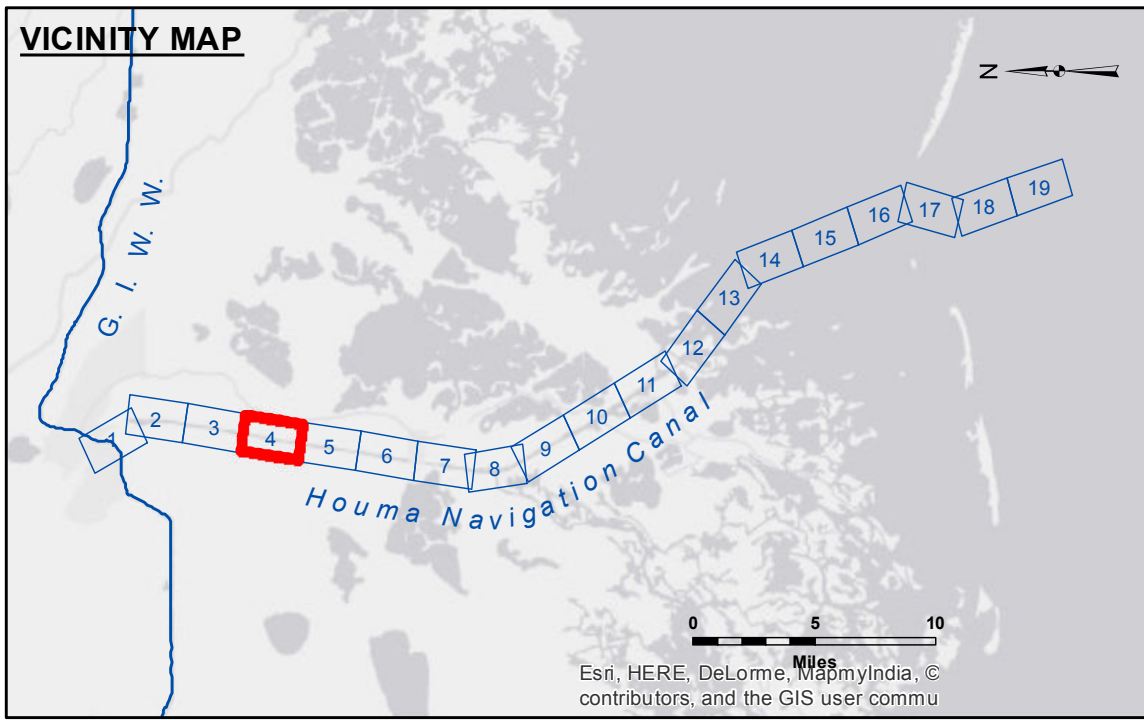 VICINITY MAP
N
G. I. W. W.
1
2
3
4
5
6
7
8
9
10
11
12
13
14
15
16
17
18
19
Houma Navigation Canal
0 5 10
Miles
Esri, HERE, DeLorme, MapmyIndia, ©
contributors, and the GIS user commu